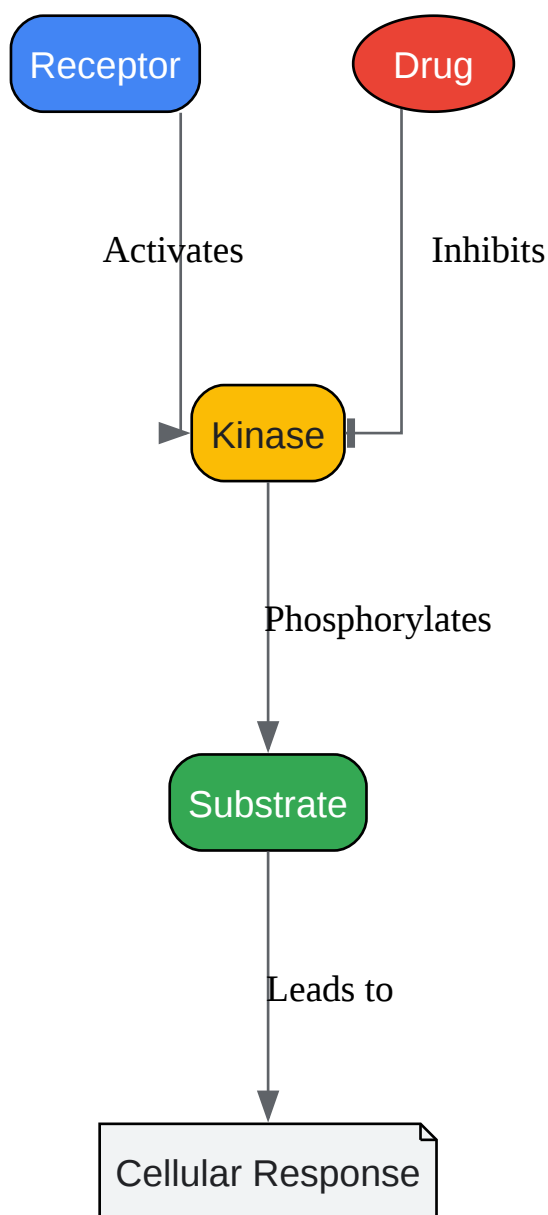 Receptor
Drug
Activates
Inhibits
Kinase
Phosphorylates
Substrate
Leads to
Cellular Response